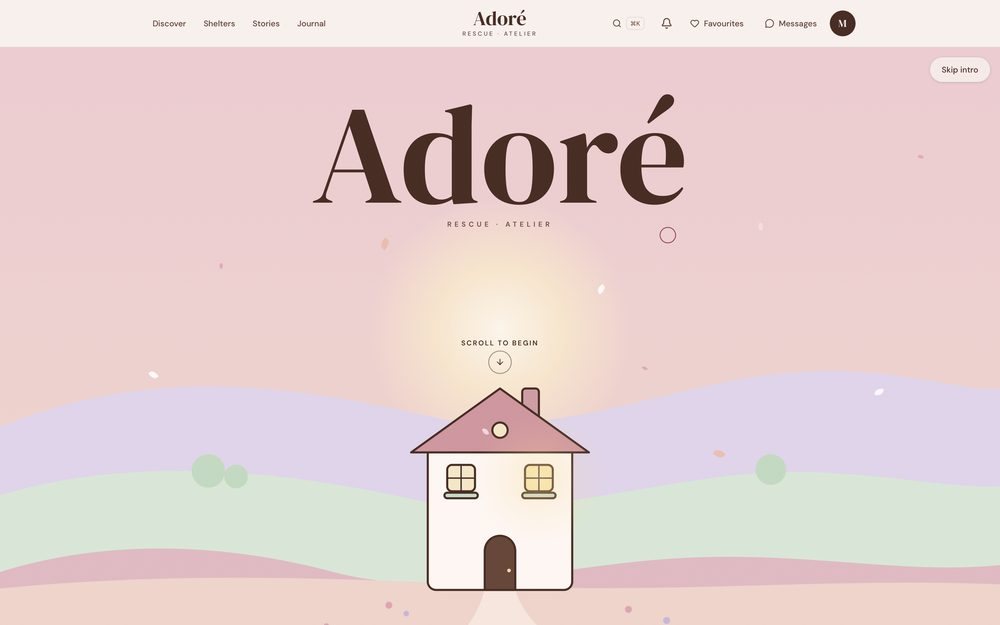 Discover Shelters Stories Journal
Adoré
RESCUE · ATELIER
⌘K Favourites Messages M
Skip intro
Adoré
RESCUE · ATELIER
SCROLL TO BEGIN